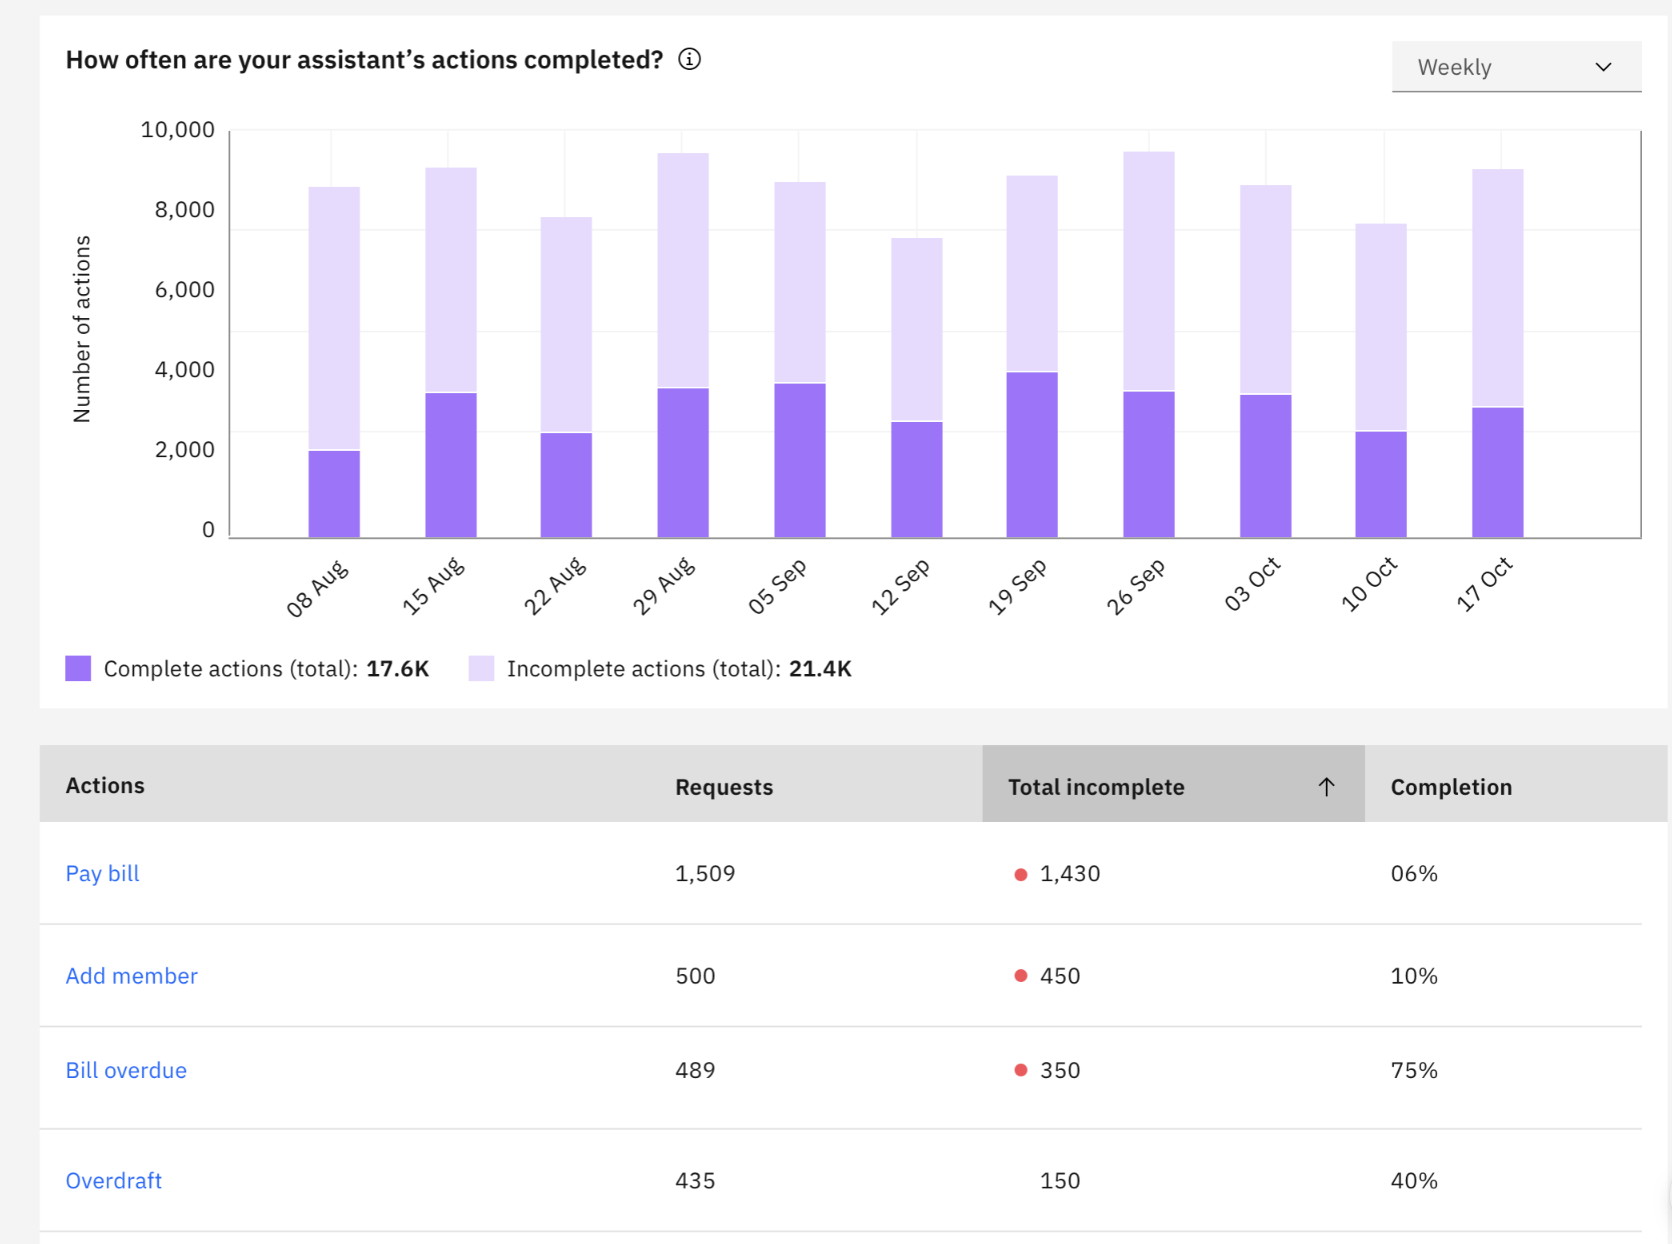 How often are your assistant’s actions completed?
Weekly
Number of actions
10,000
8,000
6,000
4,000
2,000
0
08 Aug
15 Aug
22 Aug
29 Aug
05 Sep
12 Sep
19 Sep
26 Sep
03 Oct
10 Oct
17 Oct
Complete actions (total): 17.6K
Incomplete actions (total): 21.4K
Actions Requests Total incomplete Completion
Pay bill 1,509 1,430 06%
Add member 500 450 10%
Bill overdue 489 350 75%
Overdraft 435 150 40%